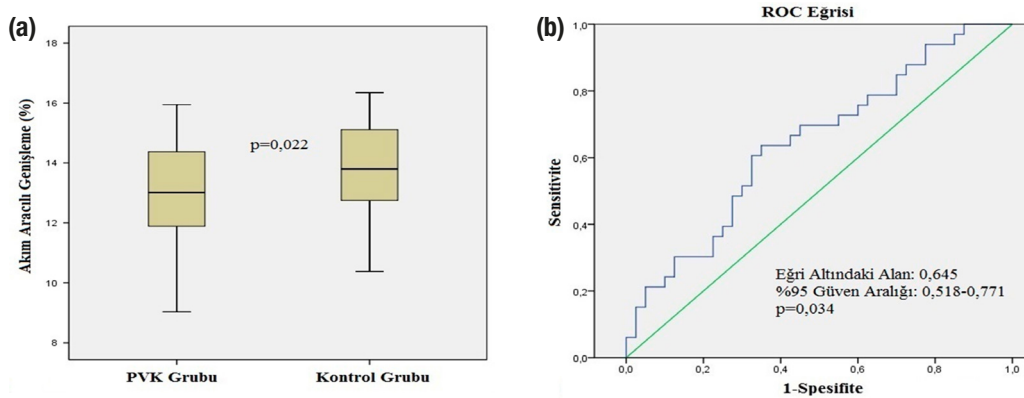 (a)
18
16
14
12
10
8
Akım Aracılı Genişleme (%)
p=0,022
PVK Grubu
Kontrol Grubu
(b)
ROC Eğrisi
1,0
0,8
0,6
0,4
0,2
0,0
Sensitivite
Eğri Altındaki Alan: 0,645
%95 Güven Aralığı: 0,518-0,771
p=0,034
0,0
0,2
0,4
0,6
0,8
1,0
1-Spesifite